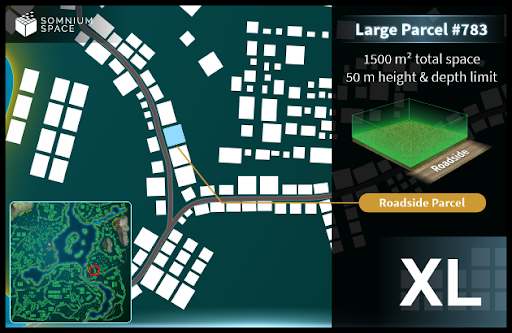 SOMNIUM
SPACE
Large Parcel #783
1500 m² total space
50 m height & depth limit
Roadside
Roadside Parcel
XL